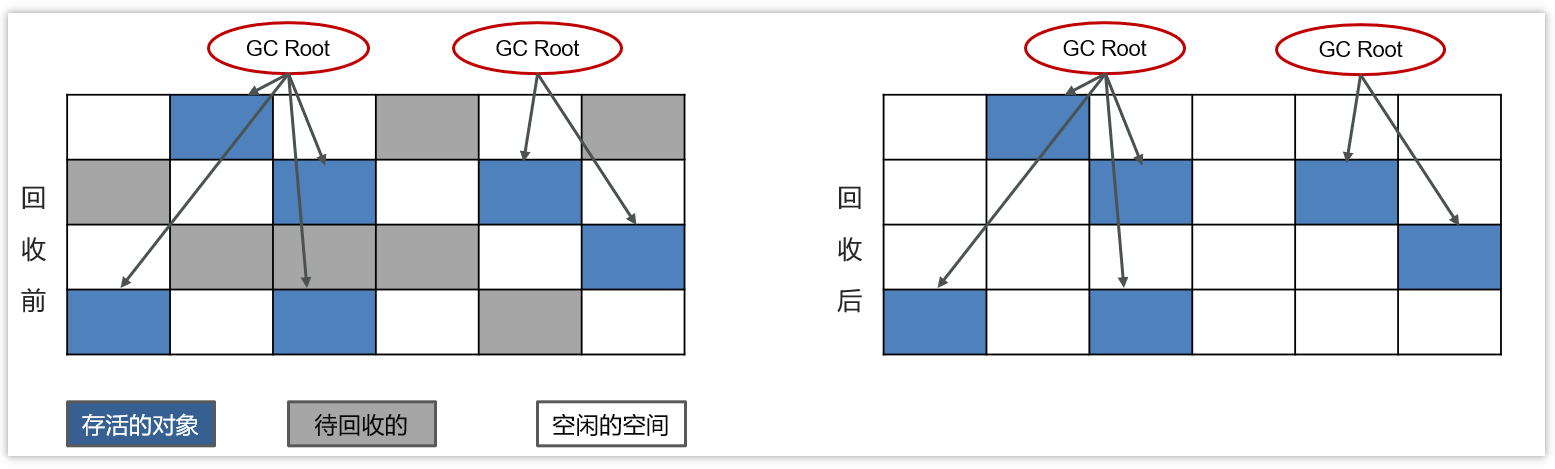 GC Root
GC Root
回收前
存活的对象
待回收的
空闲的空间
GC Root
GC Root
回收后